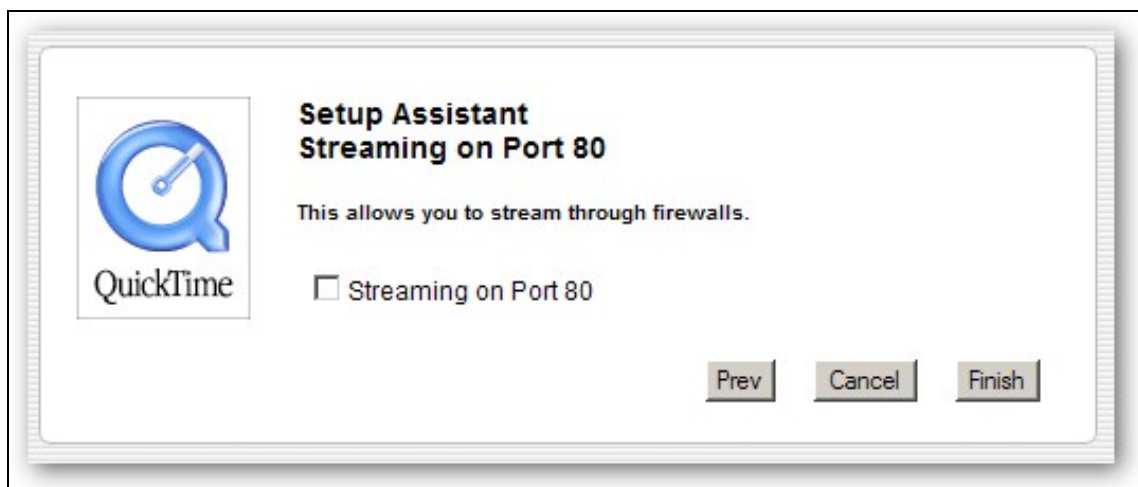 Setup Assistant
Streaming on Port 80
This allows you to stream through firewalls.
QuickTime
Streaming on Port 80
Prev Cancel Finish